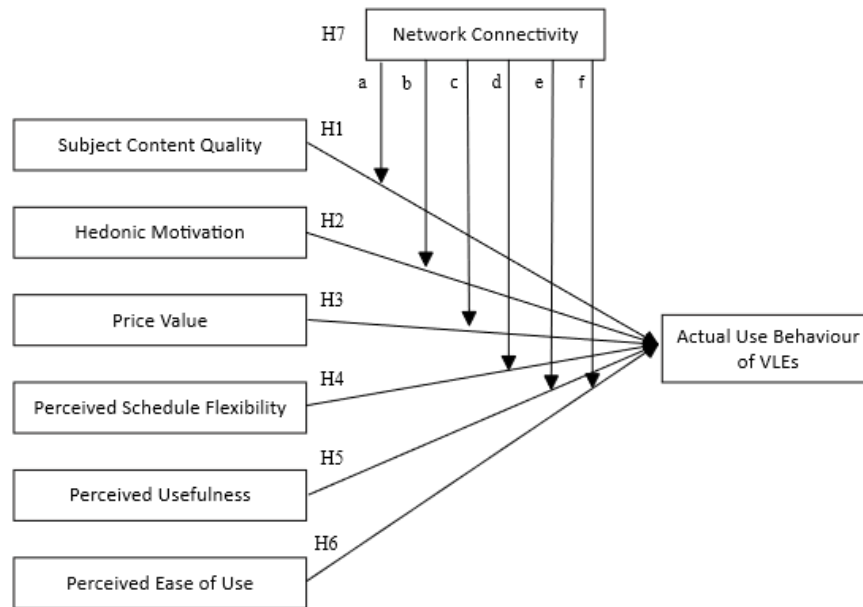 H7
Network Connectivity
a
b
c
d
e
f
H1
Subject Content Quality
H2
Hedonic Motivation
H3
Price Value
Actual Use Behaviour
of VLEs
H4
Perceived Schedule Flexibility
H5
Perceived Usefulness
H6
Perceived Ease of Use